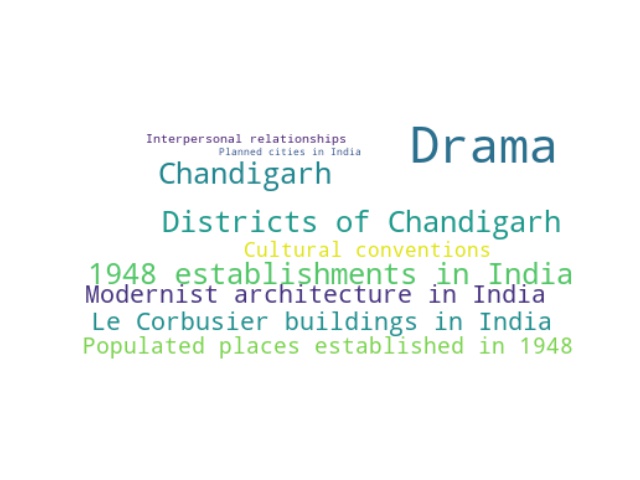 Interpersonal relationships
Drama
Planned cities in India
Chandigarh
Districts of Chandigarh
Cultural conventions
1948 establishments in India
Modernist architecture in India
Le Corbusier buildings in India
Populated places established in 1948